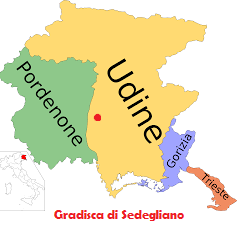 Pordenone
Udine
Gorizia
Trieste
Gradisca di Sedegliano